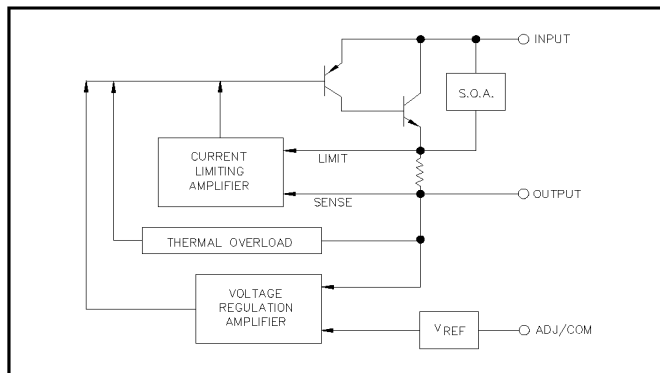 INPUT
S.O.A.
LIMIT
CURRENT
LIMITING
AMPLIFIER
OUTPUT
SENSE
THERMAL OVERLOAD
VOLTAGE
REGULATION
AMPLIFIER
VREF
ADJ/COM